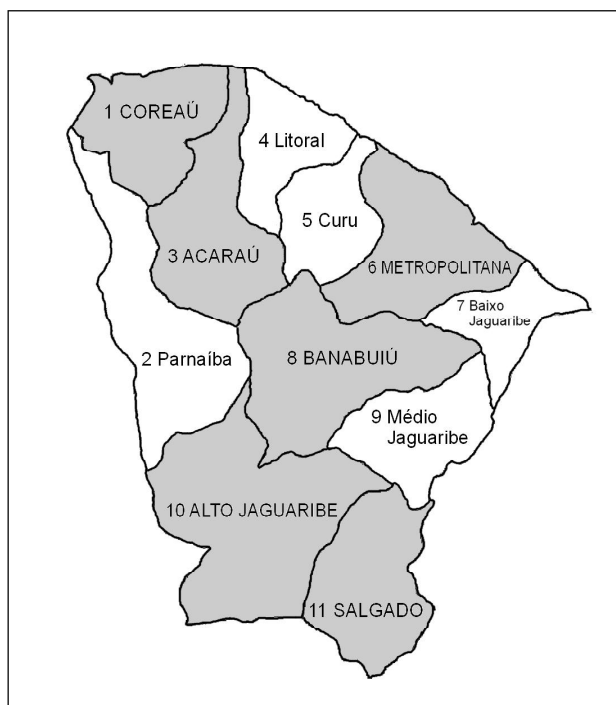 1 COREAÚ
4 Litoral
5 Curu
3 ACARAÚ
6 METROPOLITANA
7 Baixo
Jaguaribe
2 Parnaíba
8 BANABUIÚ
9 Médio
Jaguaribe
10 ALTO JAGUARIBE
11 SALGADO